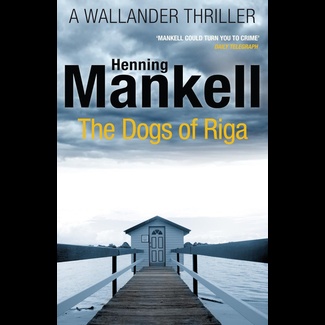 A WALLANDER THRILLER
'MANKELL COULD TURN YOU TO CRIME'
DAILY TELEGRAPH
Henning
Mankell
The Dogs of Riga